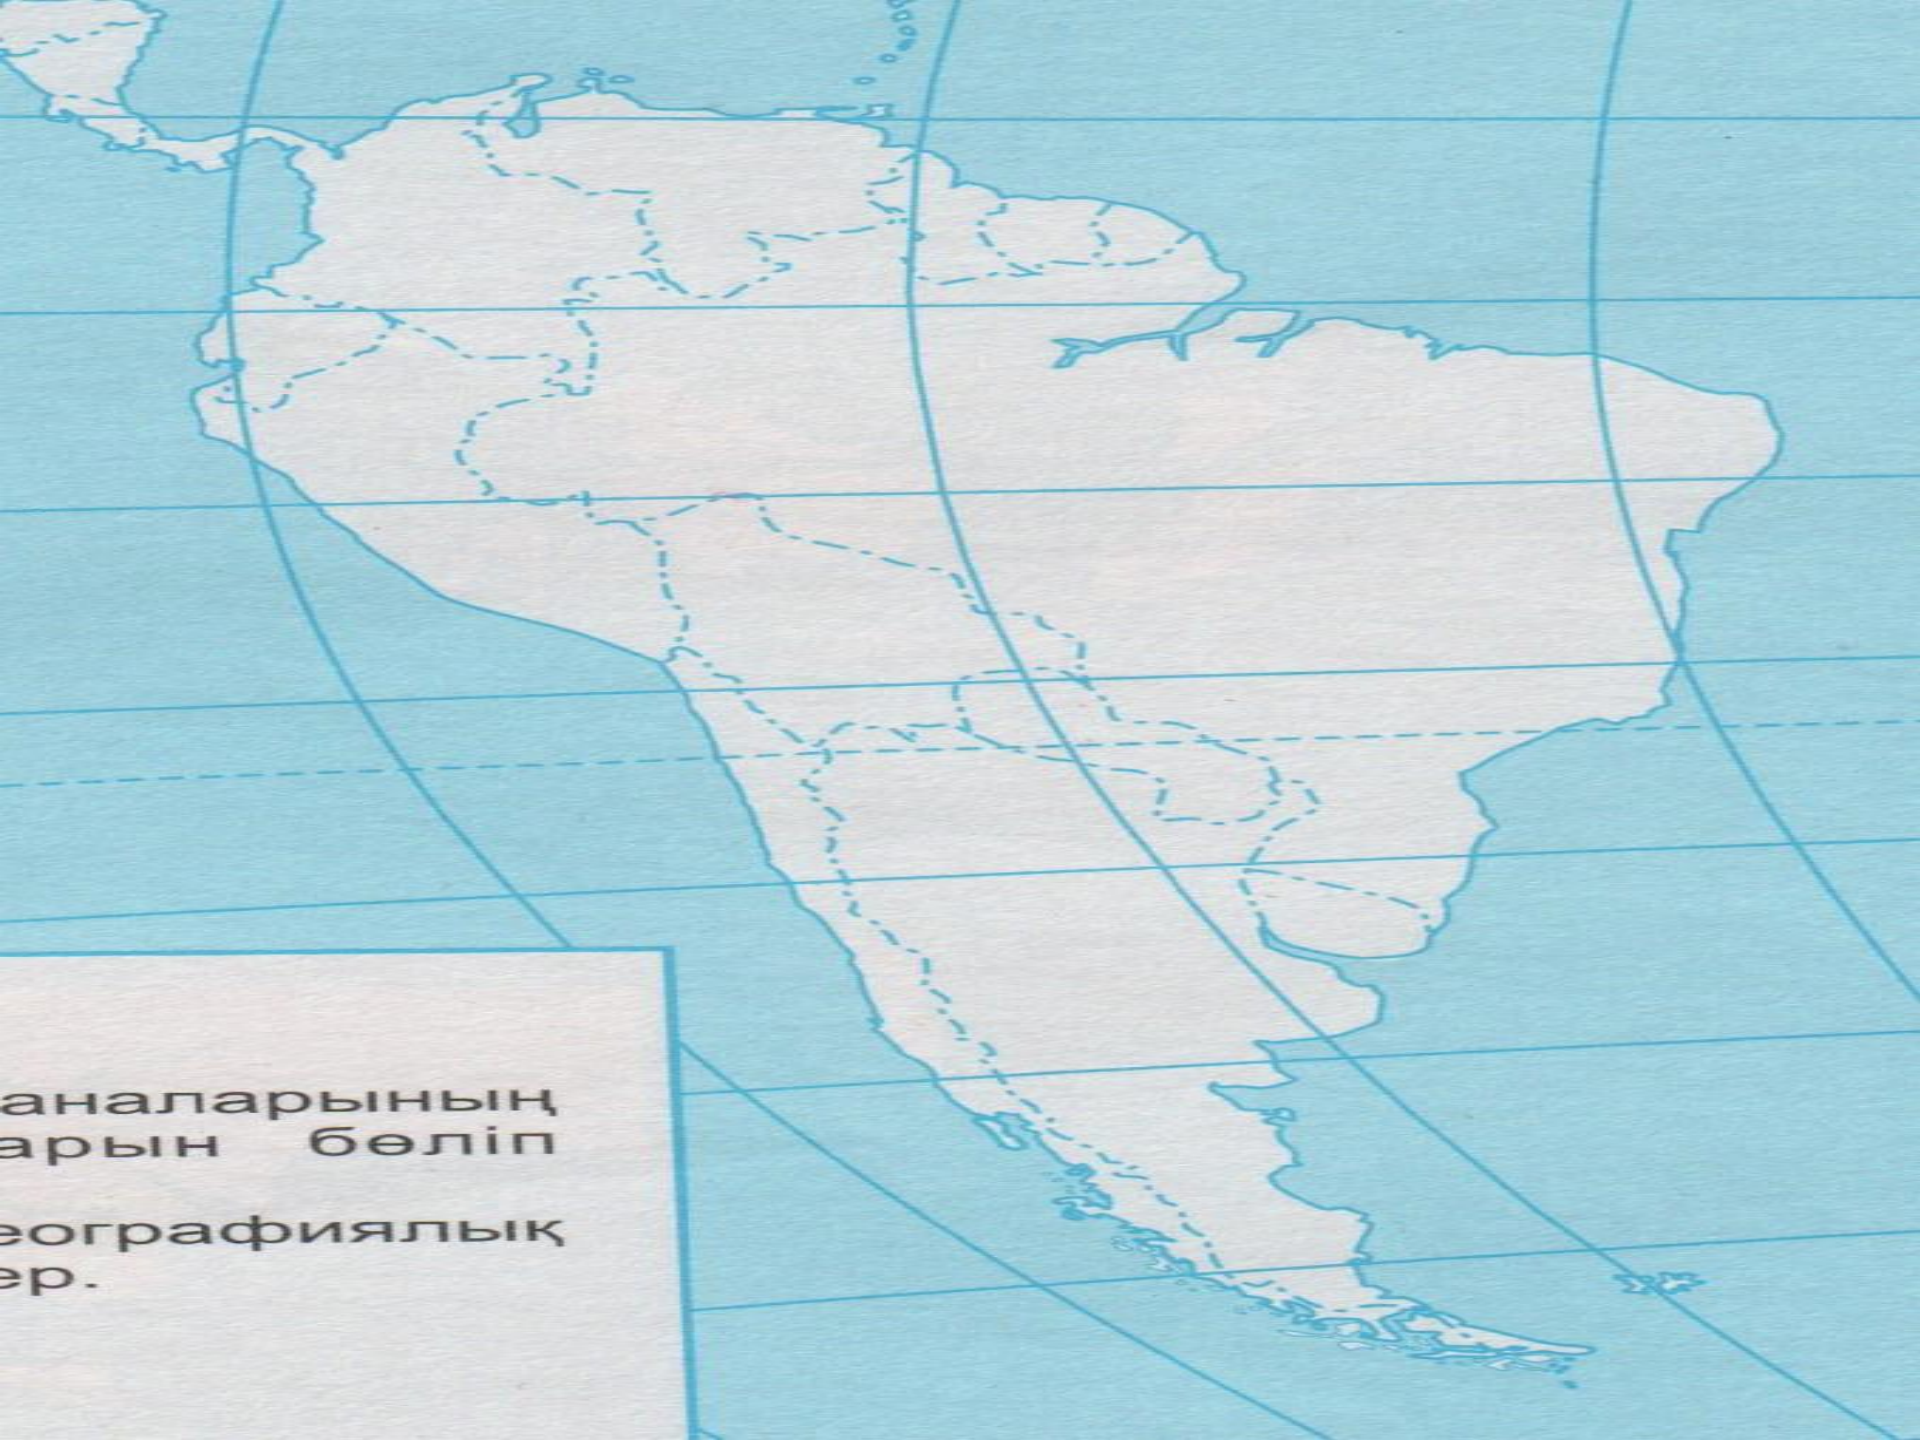 аналарының
арын бөліп
еографиялық
ер.